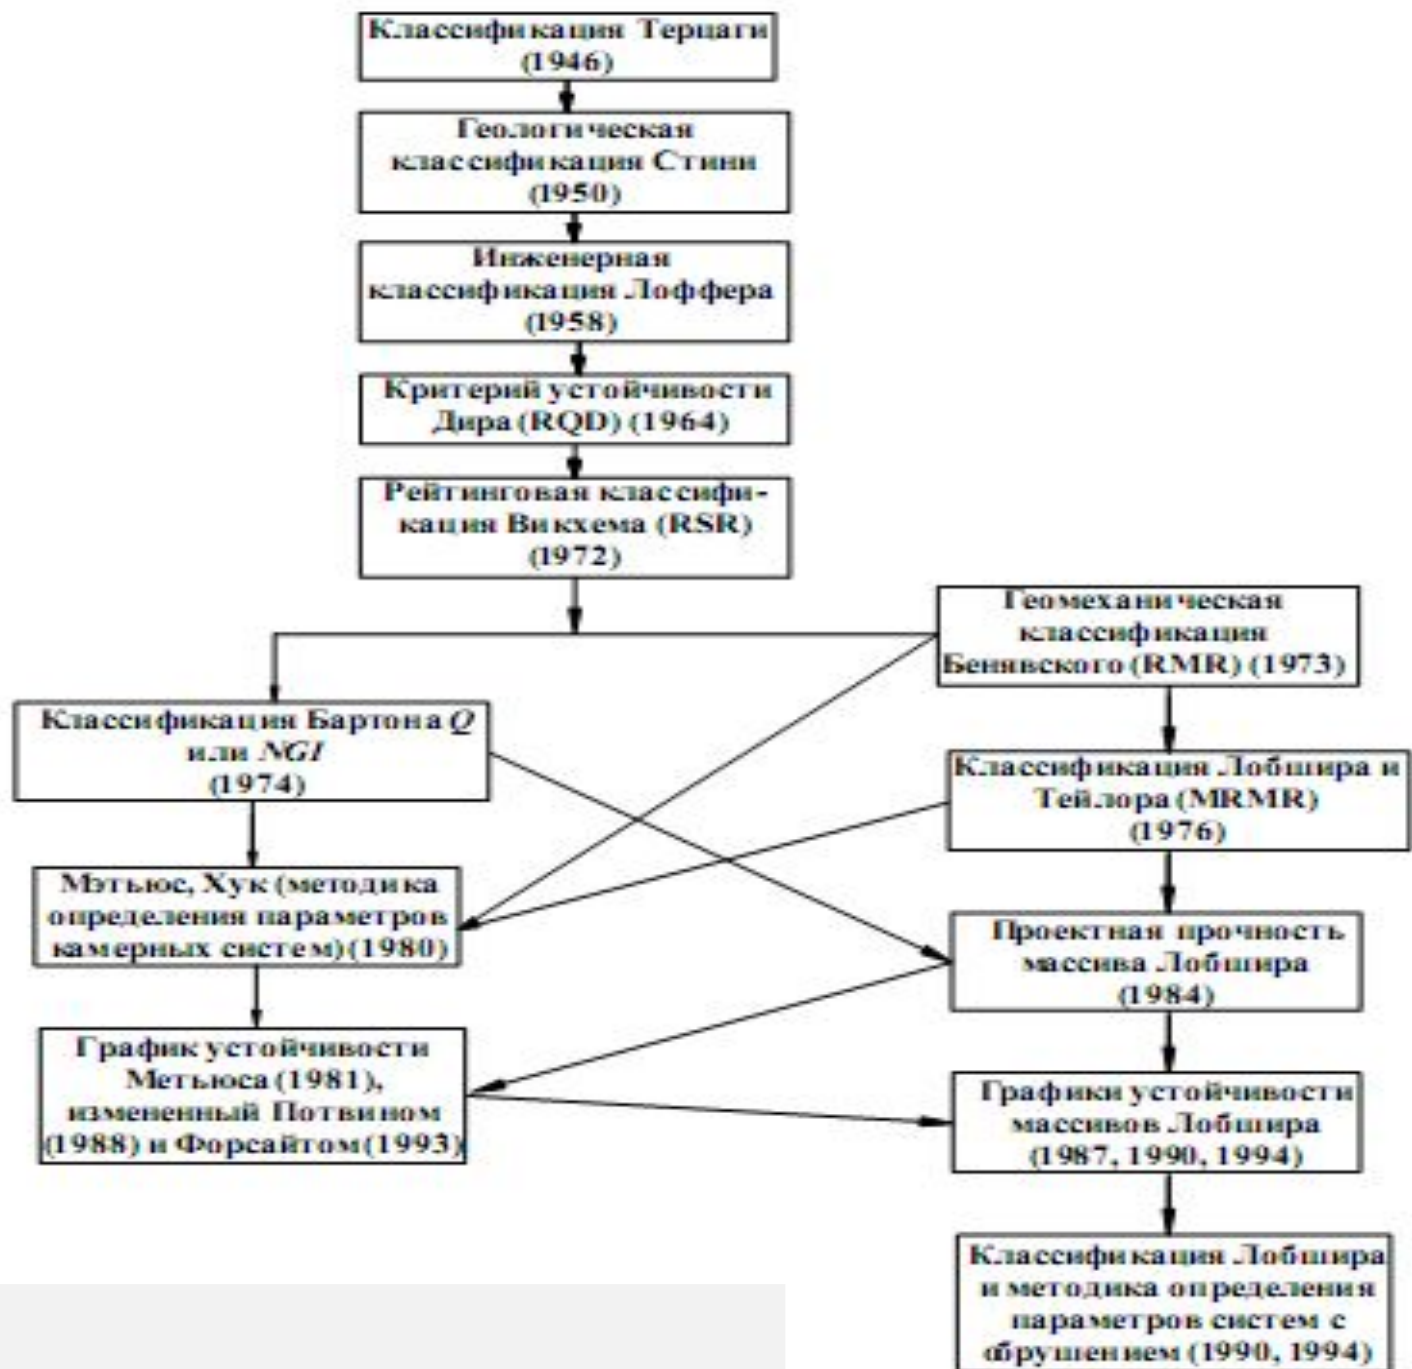 Классификация Терцаги
(1946)
Геологическая
классификация Стини
(1950)
Инженерная
классификация Лоффера
(1958)
Критерий устойчивости
Дира (RQD) (1964)
Рейтинговая классифи-
кация Викхема (RSR)
(1972)
Геомеханическая
классификация
Бенявского (RMR) (1973)
Классификация Бартона Q
или NGI
(1974)
Классификация Лобшира и
Тейлора (MRMR)
(1976)
Мэтьюс, Хук (методика
определения параметров
камерных систем) (1980)
Проектная прочность
массива Лобшира
(1984)
График устойчивости
Метьюса (1981),
измененный Потвином
(1988) и Форсайтом (1993)
Графики устойчивости
массивов Лобшира
(1987, 1990, 1994)
Классификация Лобшира
и методика определения
параметров систем с
обрушением (1990, 1994)